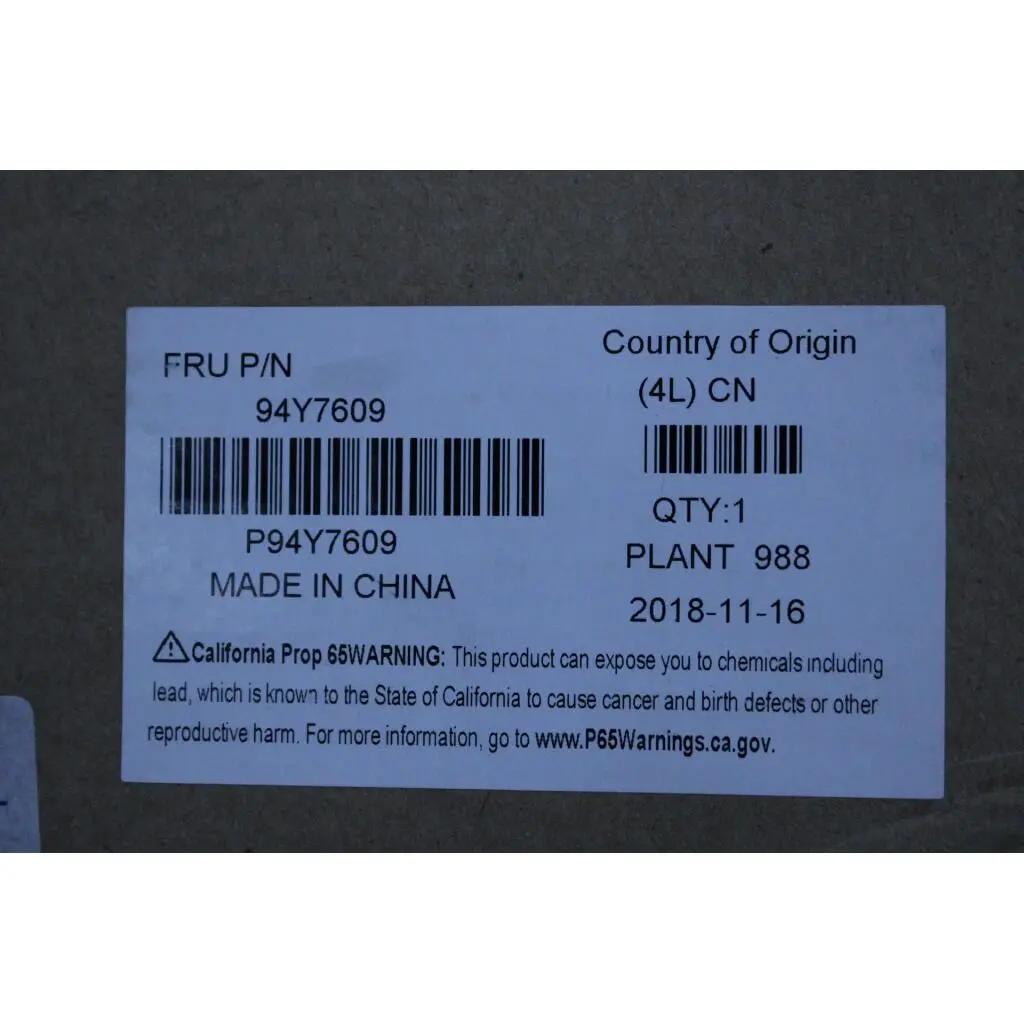 FRU P/N
94Y7609
P94Y7609
MADE IN CHINA
Country of Origin
(4L) CN
QTY:1
PLANT 988
2018-11-16
California Prop 65WARNING: This product can expose you to chemicals including
lead, which is known to the State of California to cause cancer and birth defects or other
reproductive harm. For more information, go to www.P65Warnings.ca.gov.